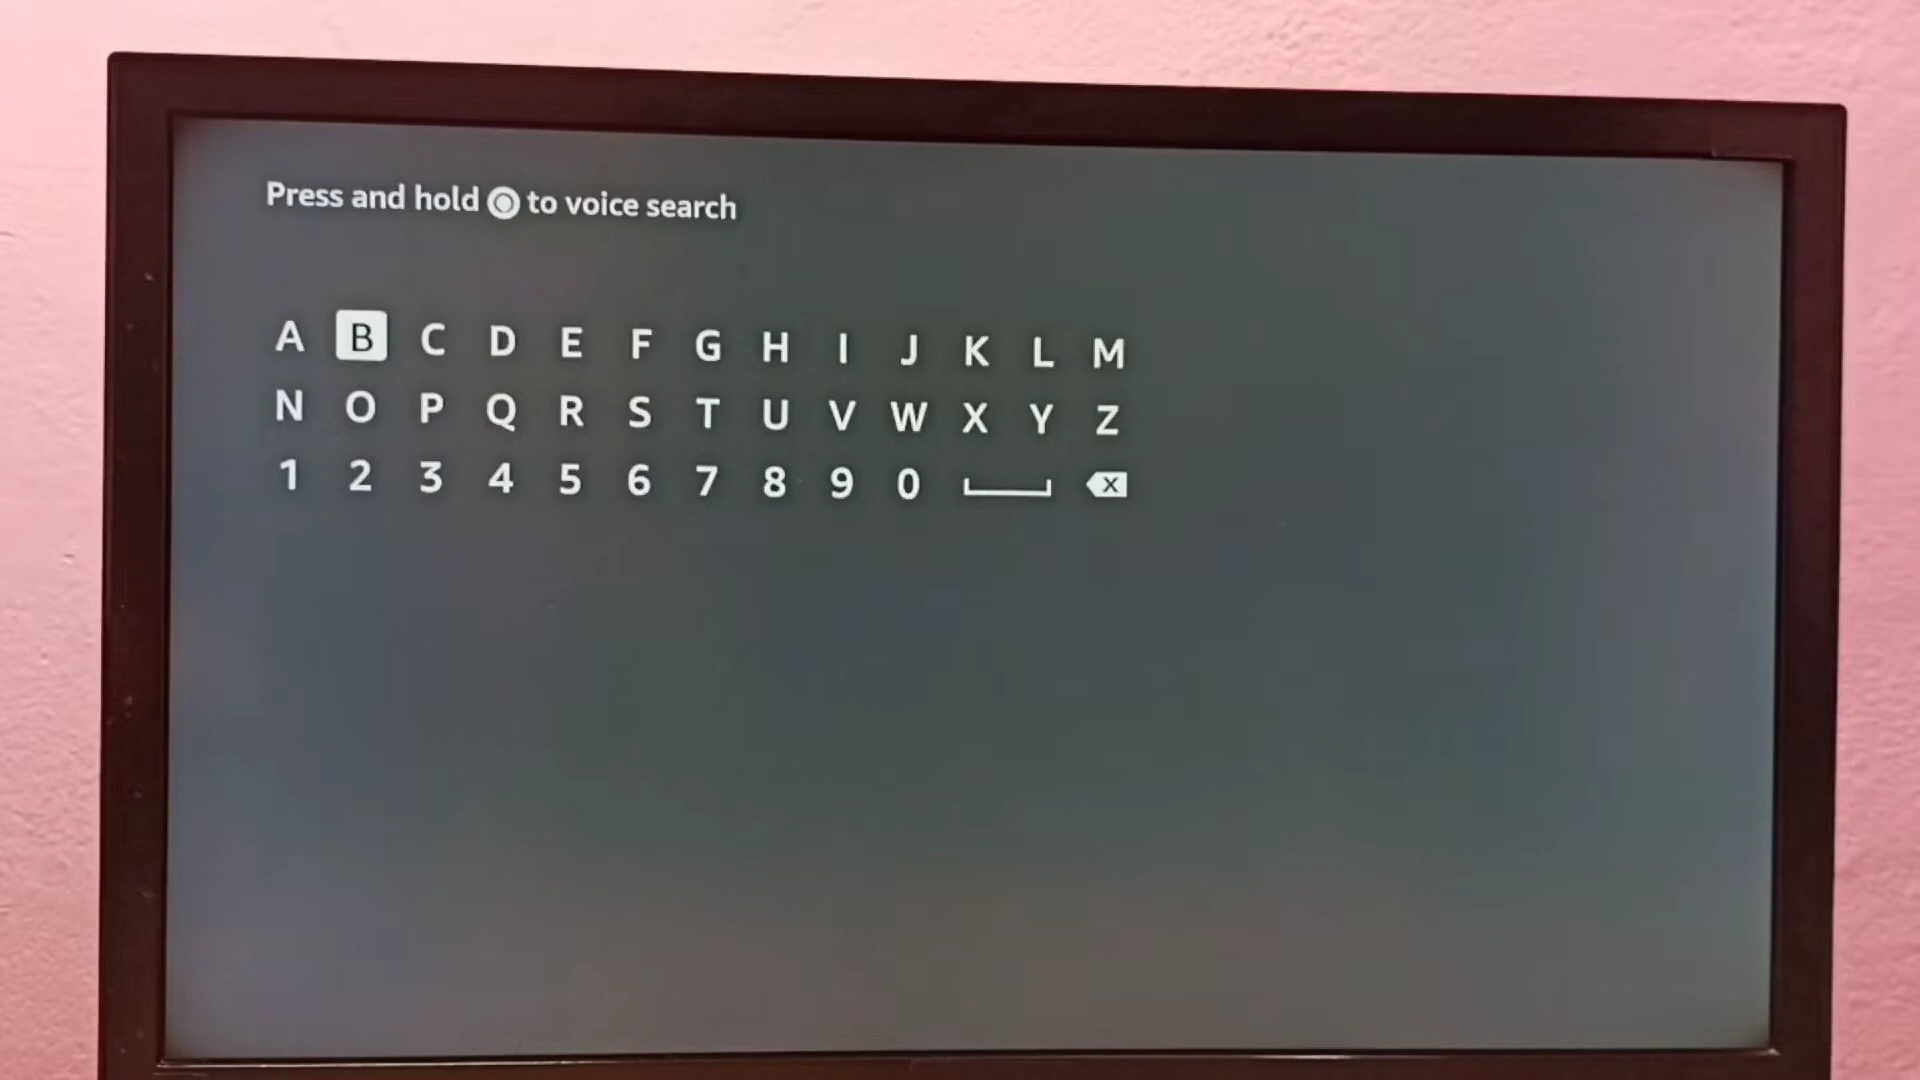 Press and hold to voice search
A B C D E F G H I J K L M
N O P Q R S T U V W X Y Z
1 2 3 4 5 6 7 8 9 0